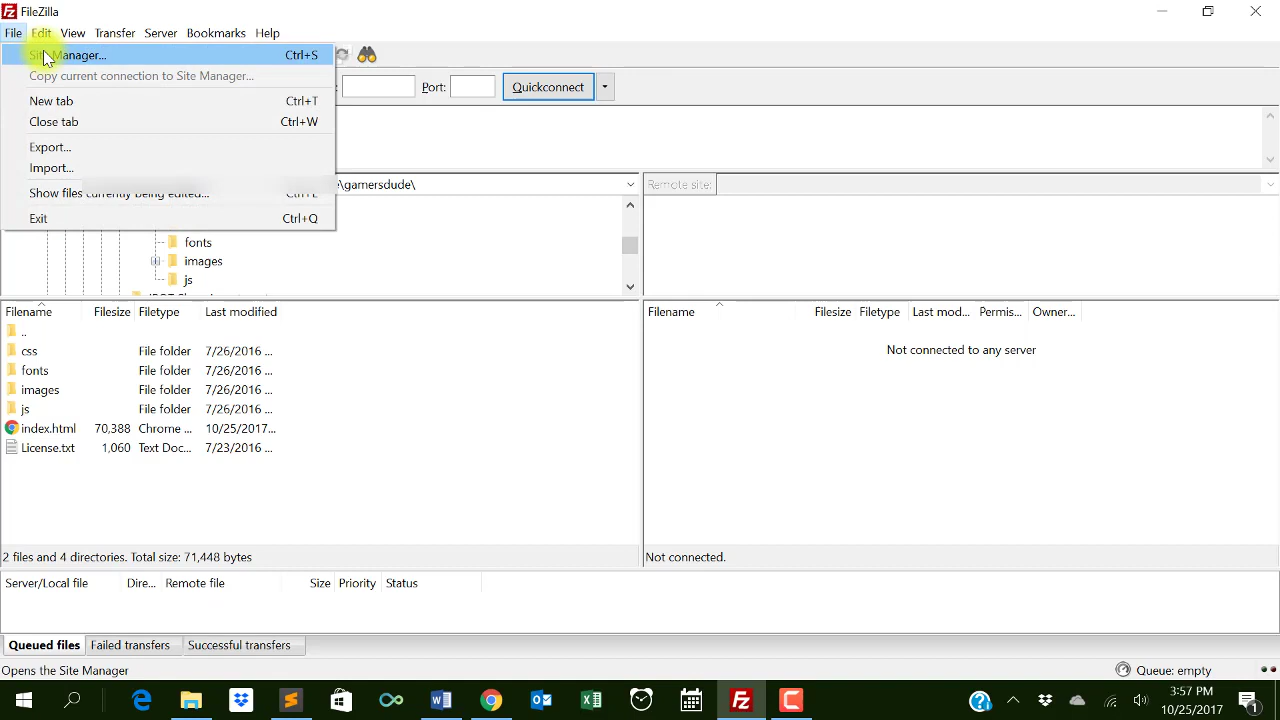 FileZilla
File Edit View Transfer Server Bookmarks Help
Site Manager... Ctrl+S
Copy current connection to Site Manager...
: Port: Quickconnect
New tab Ctrl+T
Close tab Ctrl+W
Export...
Import...
\gamersdude\ Remote site:
Show files currently being edited... Ctrl+E
Exit Ctrl+Q
fonts
images
js
Filename Filesize Filetype Last modified
..
css File folder 7/26/2016 ...
fonts File folder 7/26/2016 ...
images File folder 7/26/2016 ...
js File folder 7/26/2016 ...
index.html 70,388 Chrome ... 10/25/2017...
License.txt 1,060 Text Doc... 7/23/2016 ...
2 files and 4 directories. Total size: 71,448 bytes
Filename Filesize Filetype Last mod... Permis... Owner...
Not connected to any server
Not connected.
Server/Local file Dire... Remote file Size Priority Status
Queued files Failed transfers Successful transfers
Opens the Site Manager Queue: empty
3:57 PM
10/25/2017
1